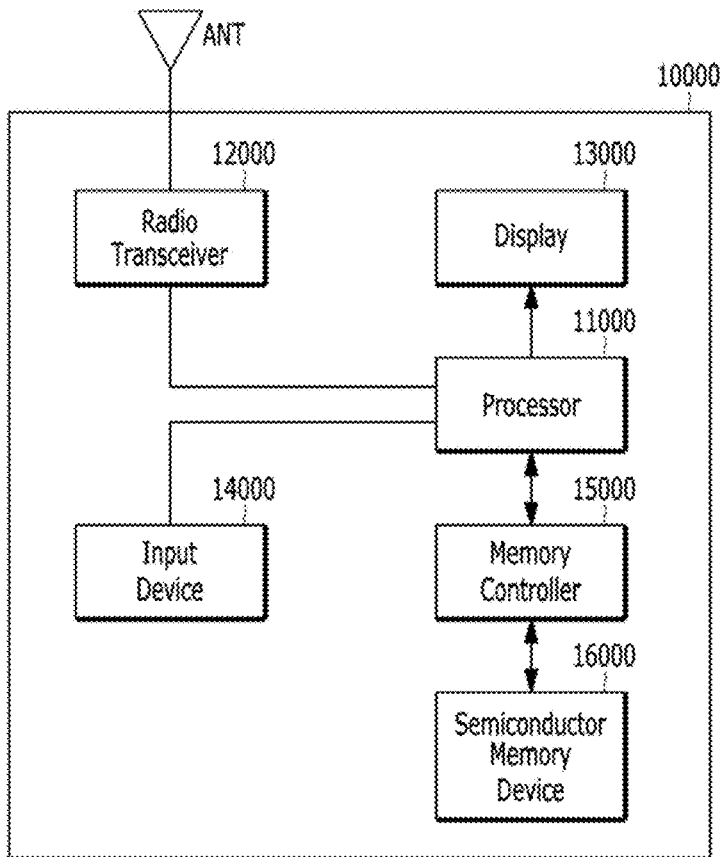 ANT
10000
12000
Radio
Transceiver
13000
Display
11000
Processor
14000
Input
Device
15000
Memory
Controller
16000
Semiconductor
Memory
Device